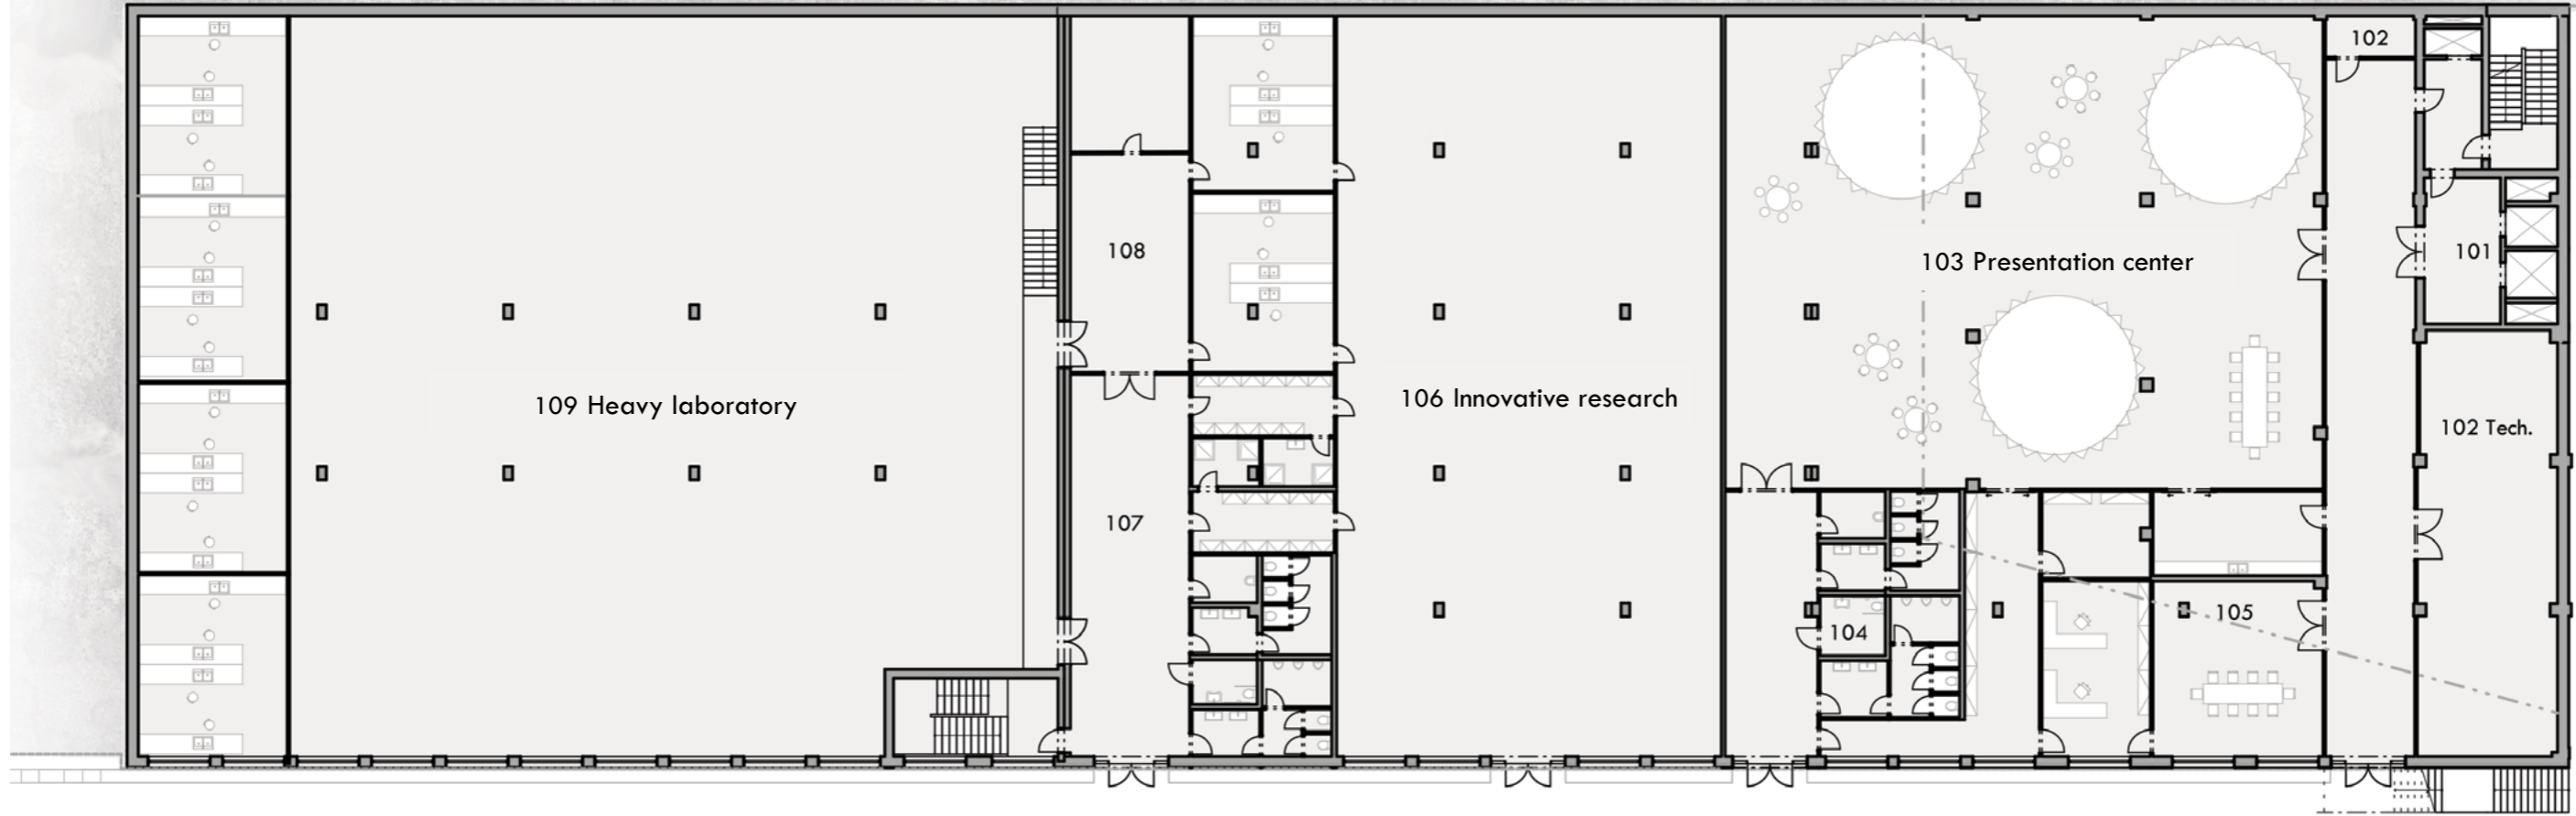 102
108
103 Presentation center
101
109 Heavy laboratory
106 Innovative research
102 Tech.
107
104
105